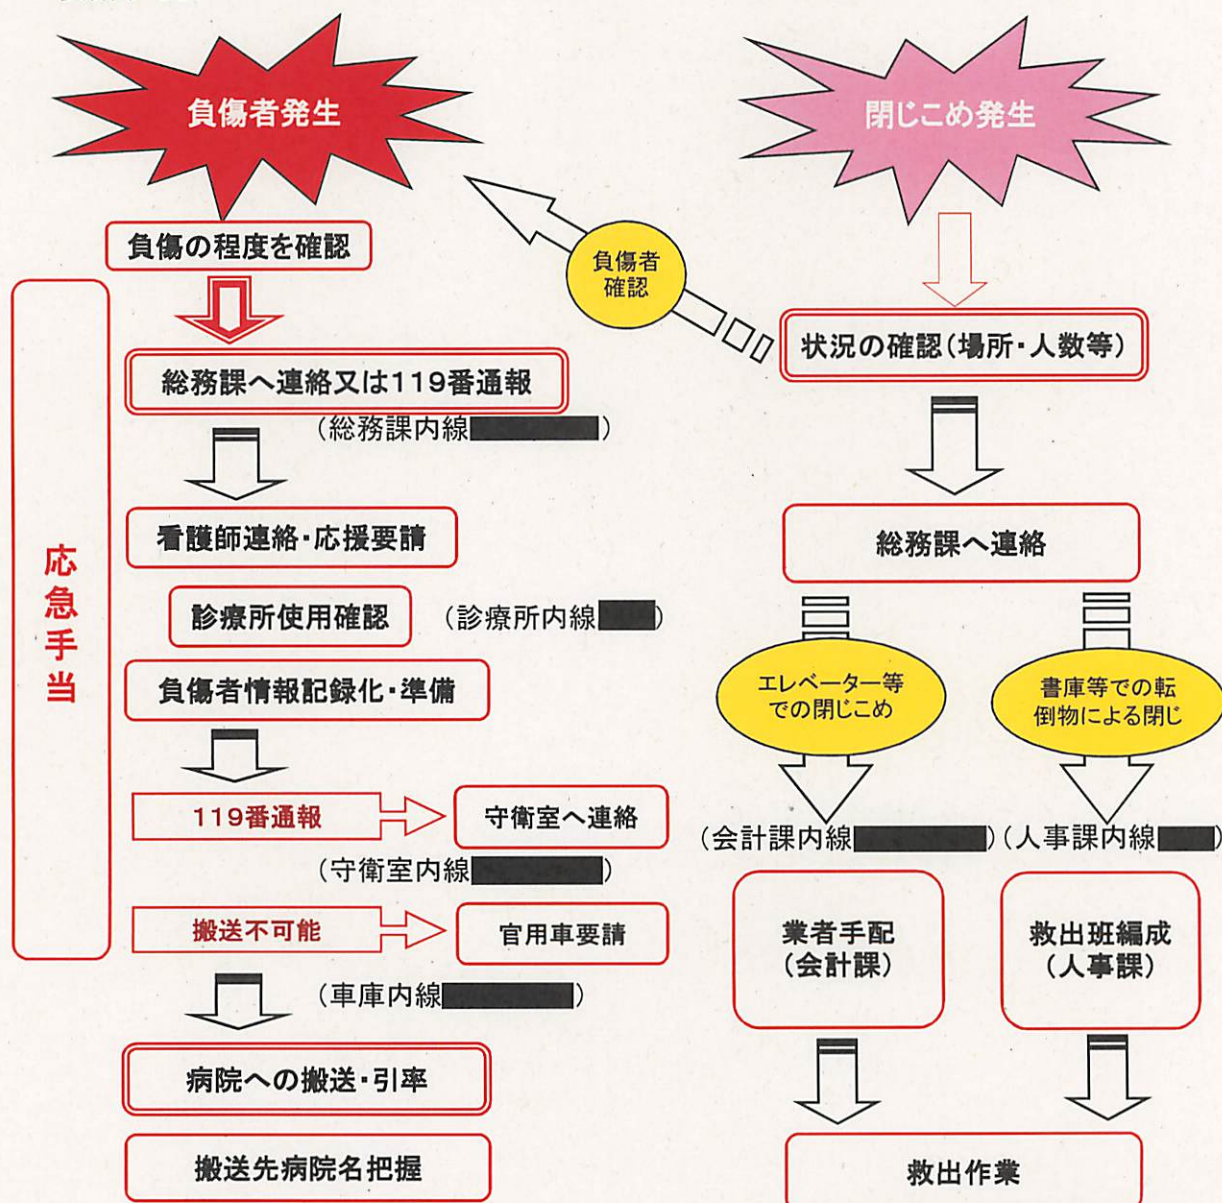 負傷者発生
負傷の程度を確認
総務課へ連絡又は119番通報
(総務課内線 )
応急手当
看護師連絡・応援要請
診療所使用確認
(診療所内線 )
負傷者情報記録化・準備
119番通報
守衛室へ連絡
(守衛室内線 )
搬送不可能
官用車要請
(車庫内線 )
病院への搬送・引率
搬送先病院名把握
閉じこめ発生
負傷者
確認
状況の確認(場所・人数等)
総務課へ連絡
エレベーター等
での閉じこめ
(会計課内線 )
業者手配
(会計課)
書庫等での転
倒物による閉じ
(人事課内線 )
救出班編成
(人事課)
救出作業